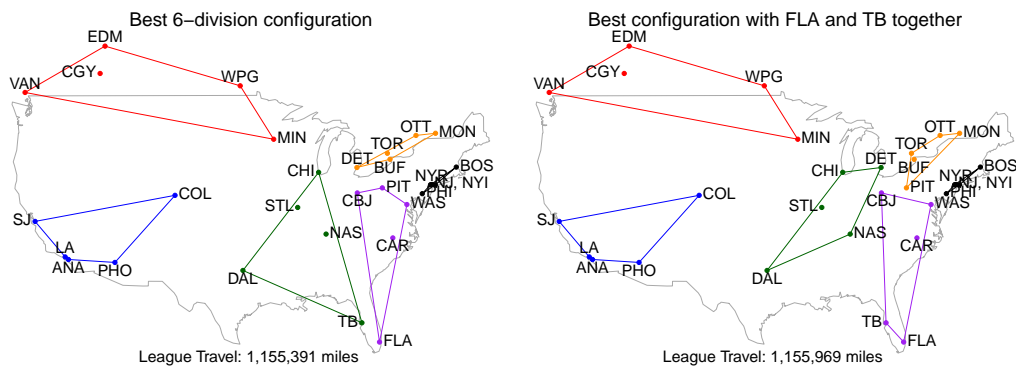 Best 6−division configuration
EDM
CGY
VAN
WPG
MIN
OTT
MON
TOR
DET
BUF
BOS
NYR
NJ, NYI
PHI
CHI
PIT
CBJ
WAS
COL
STL
SJ
NAS
CAR
LA
ANA
PHO
DAL
TB
FLA
League Travel: 1,155,391 miles
Best configuration with FLA and TB together
EDM
CGY
VAN
WPG
MIN
OTT
MON
TOR
DET
BUF
BOS
NYR
NJ, NYI
PHI
CHI
PIT
CBJ
WAS
COL
STL
SJ
NAS
CAR
LA
ANA
PHO
DAL
TB
FLA
League Travel: 1,155,969 miles